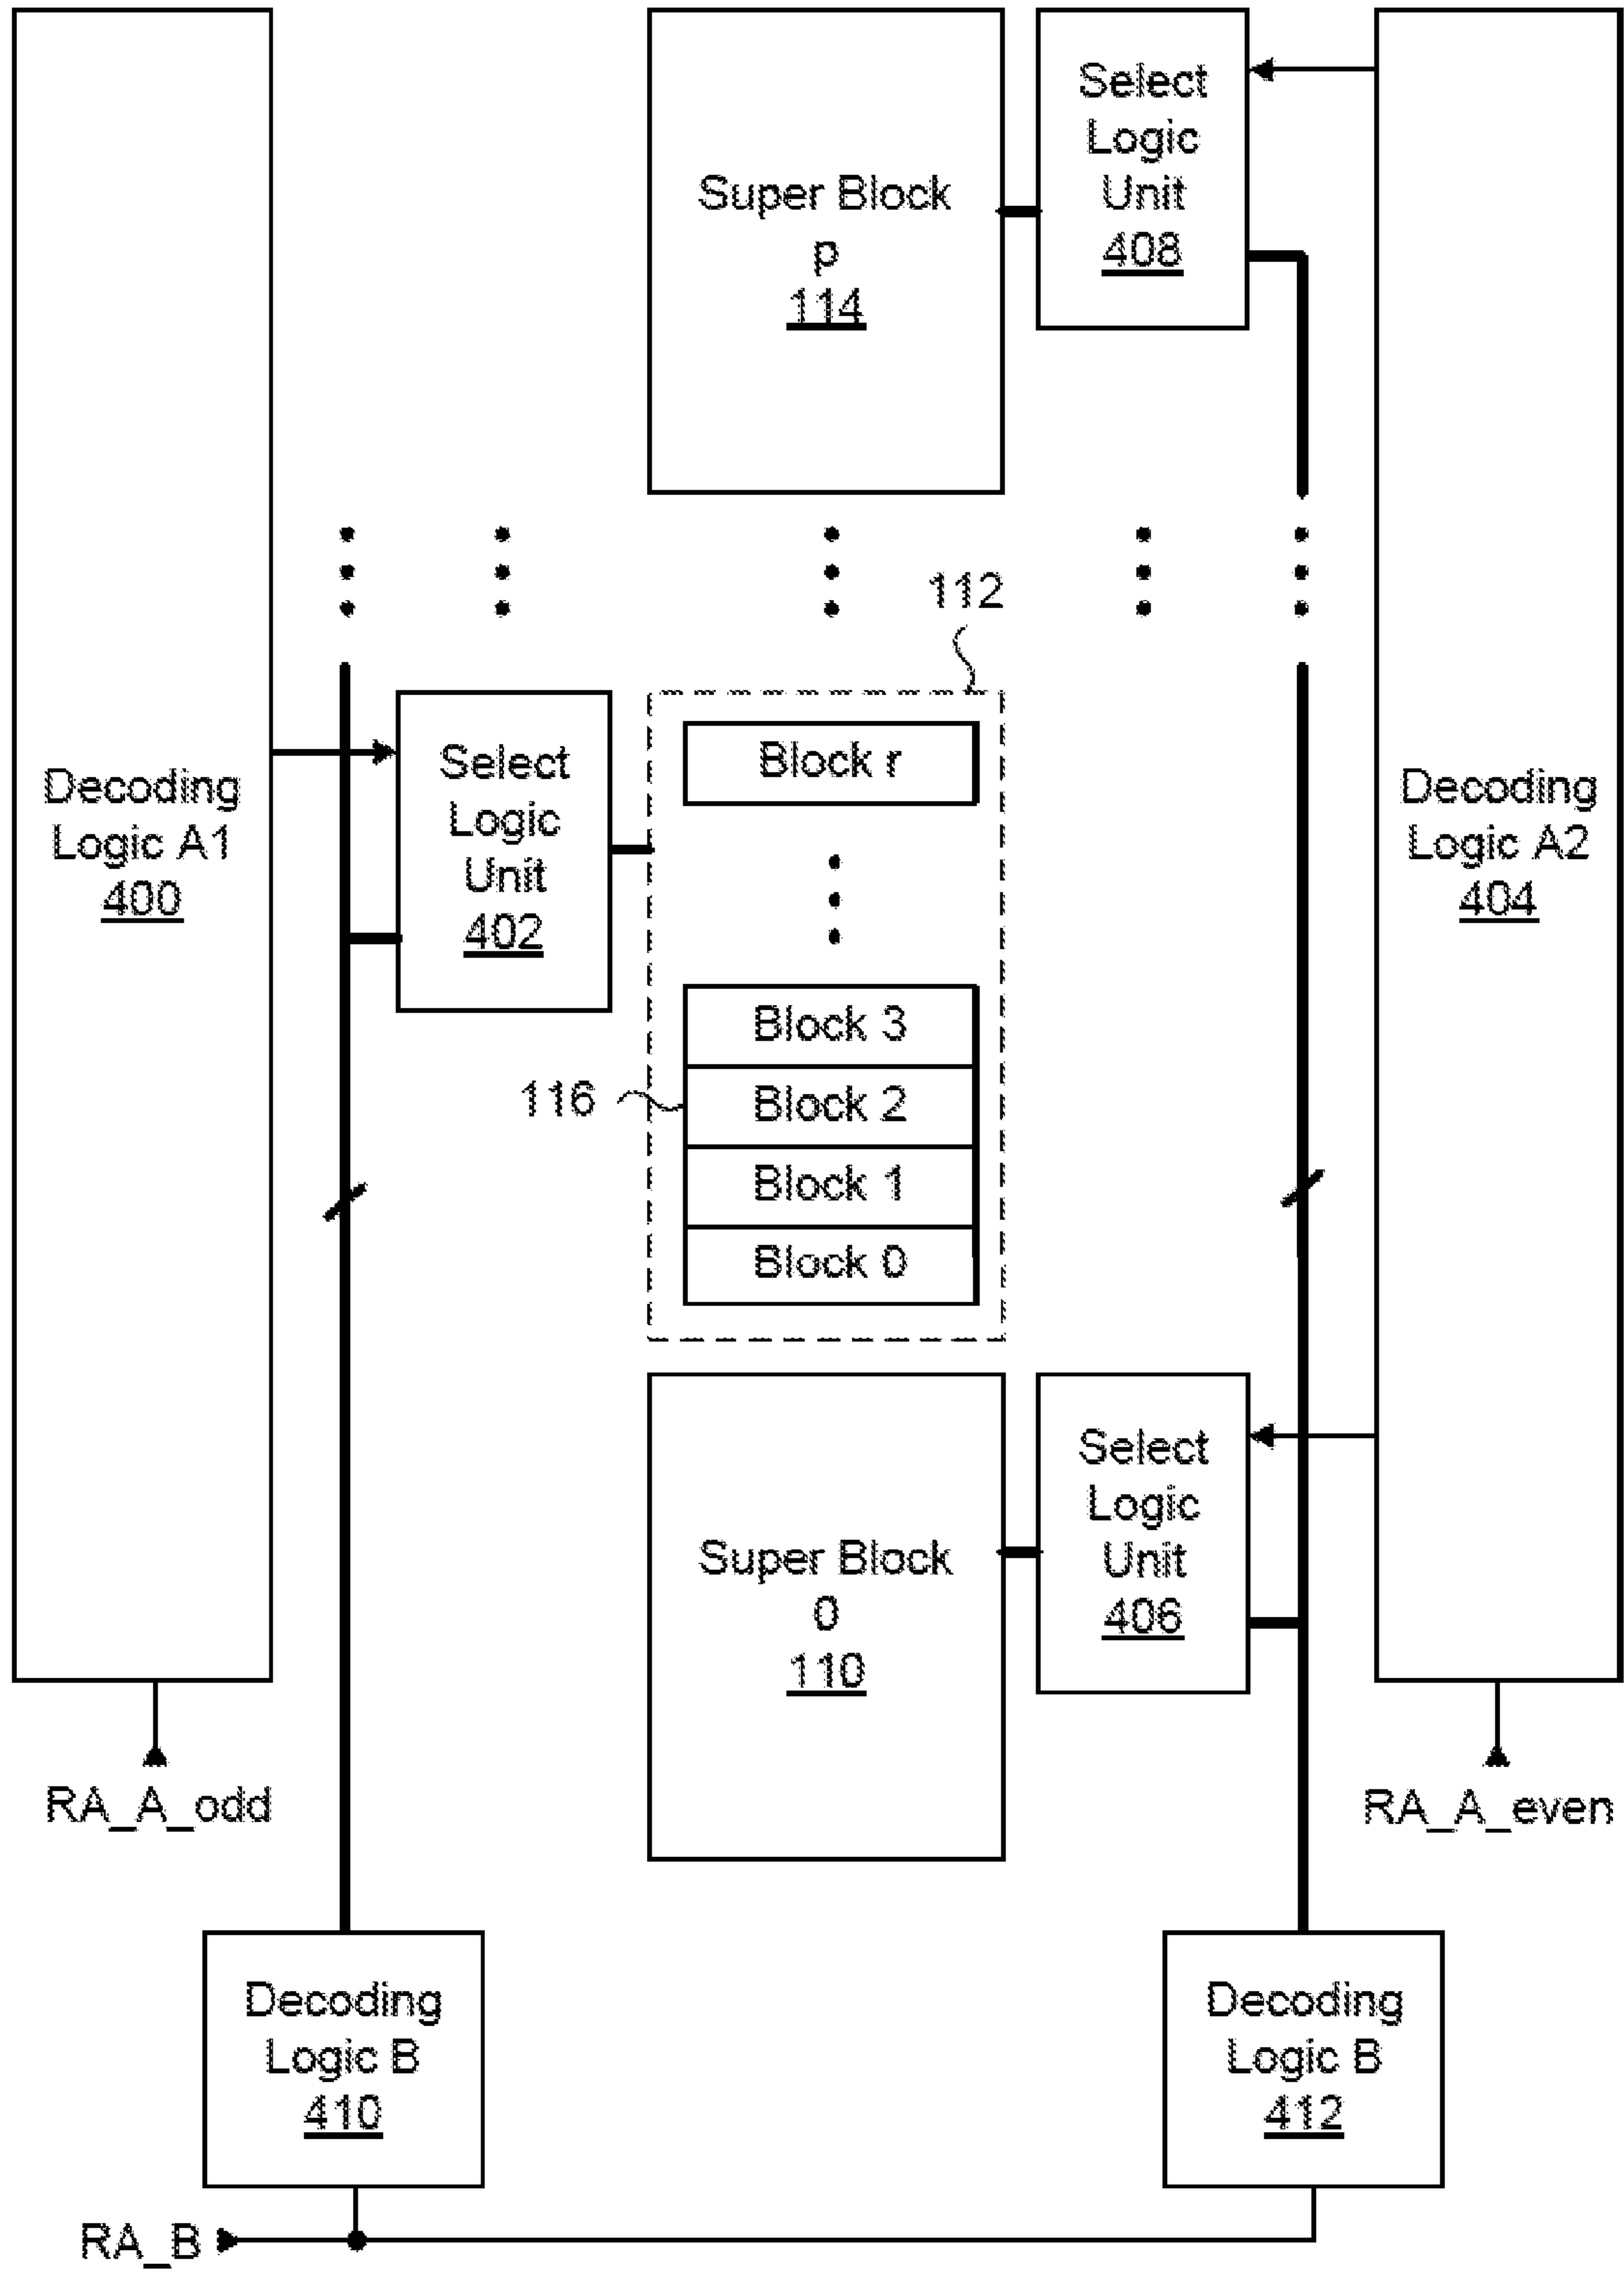 Super Block
p
114
Select
Logic
Unit
408
112
Decoding
Logic A1
400
Select
Logic
Unit
402
Block r
Block 3
116
Block 2
Block 1
Block 0
Decoding
Logic A2
404
Super Block
0
110
Select
Logic
Unit
406
RA_A_odd
RA_A_even
Decoding
Logic B
410
Decoding
Logic B
412
RA_B